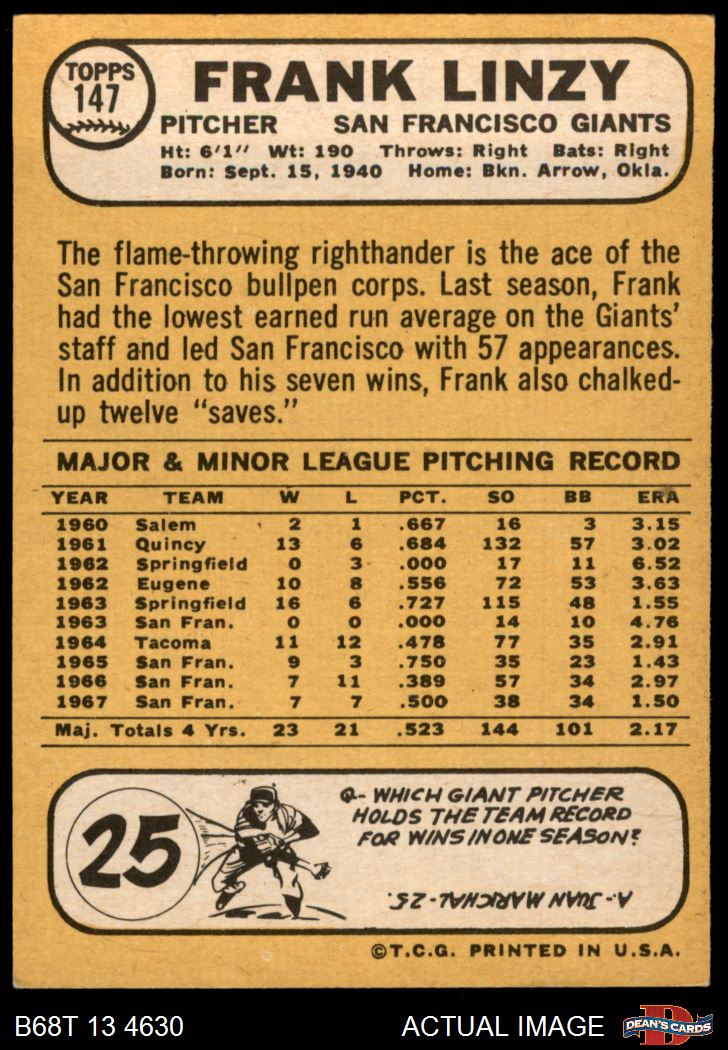 TOPPS
147
FRANK LINZY
PITCHER SAN FRANCISCO GIANTS
Ht: 6'1" Wt: 190 Throws: Right Bats: Right
Born: Sept. 15, 1940 Home: Bkn. Arrow, Okla.
The flame-throwing righthander is the ace of the
San Francisco bullpen corps. Last season, Frank
had the lowest earned run average on the Giants'
staff and led San Francisco with 57 appearances.
In addition to his seven wins, Frank also chalked-
up twelve "saves."
MAJOR & MINOR LEAGUE PITCHING RECORD
YEAR TEAM W L PCT. SO BB ERA
1960 Salem 2 1 .667 16 3 3.15
1961 Quincy 13 6 .684 132 57 3.02
1962 Springfield 0 3 .000 17 11 6.52
1962 Eugene 10 8 .556 72 53 3.63
1963 Springfield 16 6 .727 115 48 1.55
1963 San Fran. 0 0 .000 14 10 4.76
1964 Tacoma 11 12 .478 77 35 2.91
1965 San Fran. 9 3 .750 35 23 1.43
1966 San Fran. 7 11 .389 57 34 2.97
1967 San Fran. 7 7 .500 38 34 1.50
Maj. Totals 4 Yrs. 23 21 .523 144 101 2.17
25
Q- WHICH GIANT PITCHER
HOLDS THE TEAM RECORD
FOR WINS IN ONE SEASON?
A- JUAN MARICHAL - 25.
©T.C.G. PRINTED IN U.S.A.
B68T 13 4630 ACTUAL IMAGE
D
DEAN'S CARDS